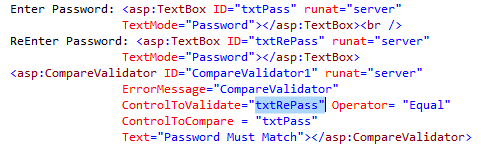 Enter Password: <asp:TextBox ID="txtPass" runat="server"
TextMode="Password"></asp:TextBox><br />
ReEnter Password: <asp:TextBox ID="txtRePass" runat="server"
TextMode="Password"></asp:TextBox>
<asp:CompareValidator ID="CompareValidator1" runat="server"
ErrorMessage="CompareValidator"
ControlToValidate="txtRePass" Operator= "Equal"
ControlToCompare = "txtPass"
Text="Password Must Match"></asp:CompareValidator>